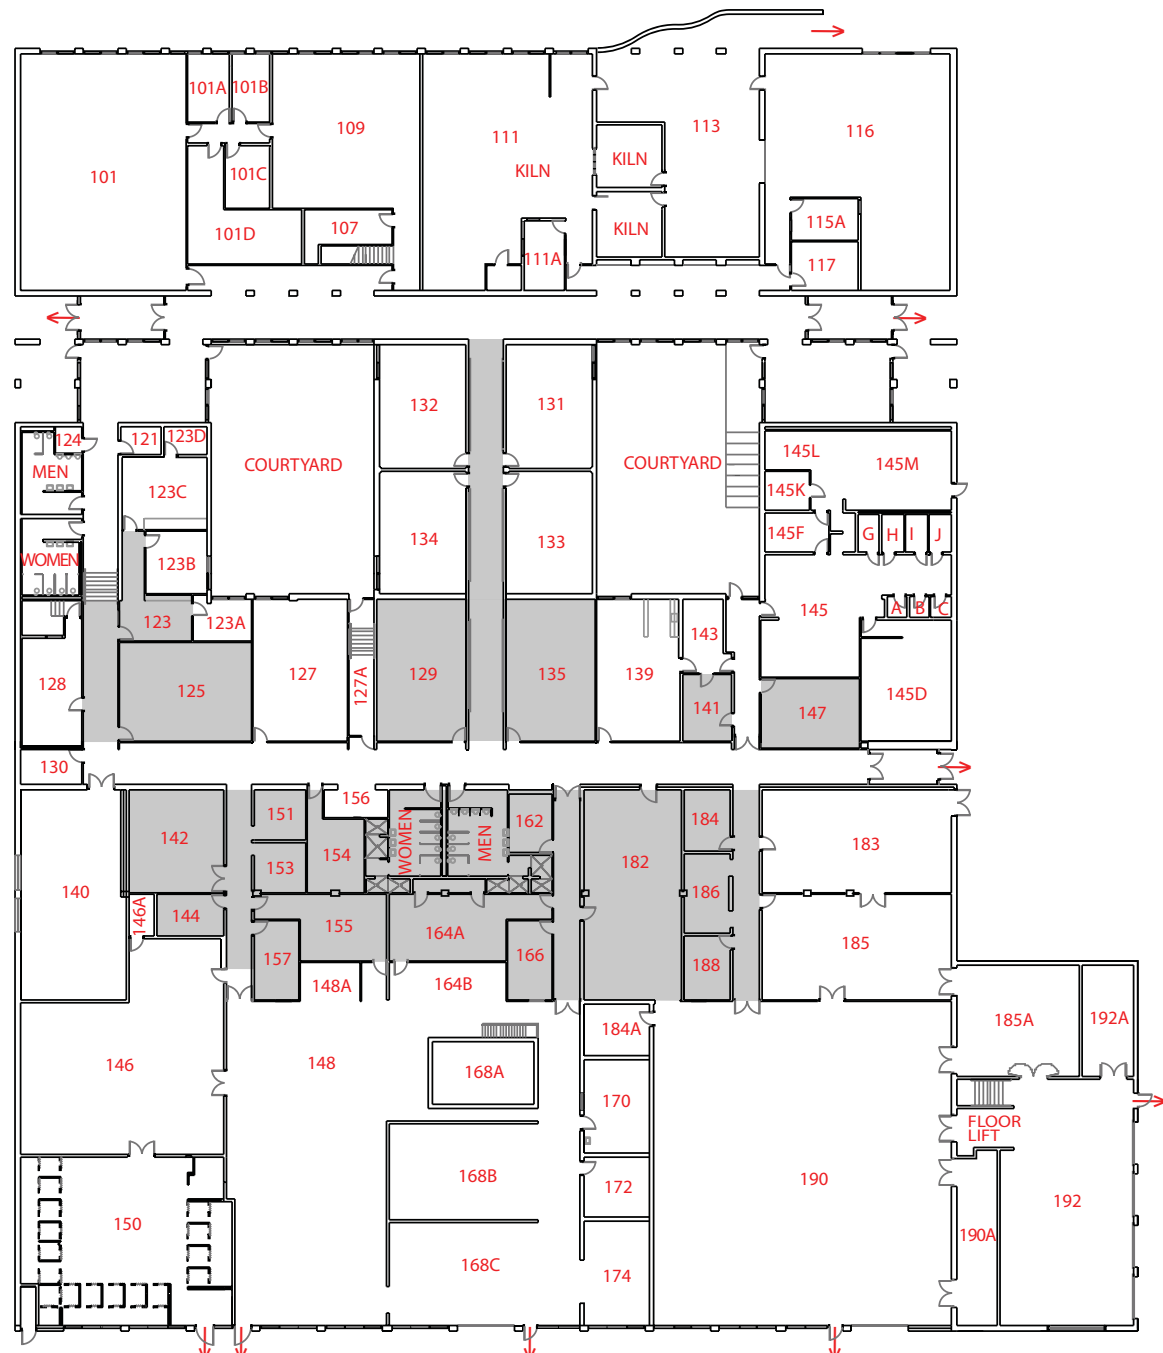 101A
101B
109
111
KILN
113
KILN
KILN
116
101
101C
101D
107
111A
115A
117
132
131
124
121
123D
MEN
123C
COURTYARD
COURTYARD
145L
145M
145K
145F
G
H
I
J
134
133
WOMEN
123B
123
123A
145
A
B
C
143
128
125
127
127A
129
135
139
141
147
145D
130
156
151
142
153
154
WOMEN
MEN
162
182
184
183
186
140
146A
144
155
157
164A
166
185
188
148A
164B
184A
185A
192A
146
148
168A
170
FLOOR
LIFT
168B
172
190
192
150
168C
174
190A